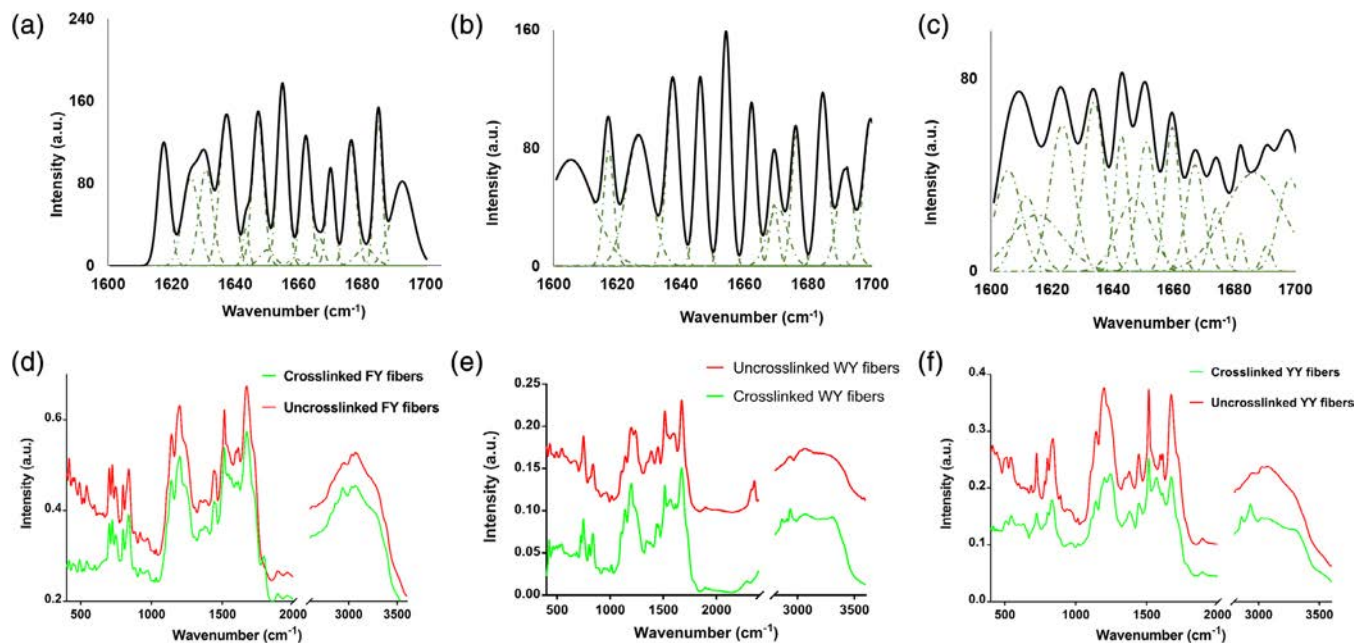 (a)
240
160
80
0
1600 1620 1640 1660 1680 1700
Wavenumber (cm-1)
Intensity (a.u.)
(b)
160
80
0
1600 1620 1640 1660 1680 1700
Wavenumber (cm-1)
Intensity (a.u.)
(c)
80
0
1600 1620 1640 1660 1680 1700
Wavenumber (cm-1)
Intensity (a.u.)
(d)
Crosslinked FY fibers
Uncrosslinked FY fibers
0.6
0.4
0.2
500 1000 1500 2000 3000 3500
Wavenumber (cm-1)
Intensity (a.u.)
(e)
Uncrosslinked WY fibers
Crosslinked WY fibers
0.25
0.20
0.15
0.10
0.05
0.00
500 1000 1500 2000 3000 3500
Wavenumber (cm-1)
Intensity (a.u.)
(f)
Crosslinked YY fibers
Uncrosslinked YY fibers
0.4
0.3
0.2
0.1
0
500 1000 1500 2000 3000 3500
Wavenumber (cm-1)
Intensity (a.u.)